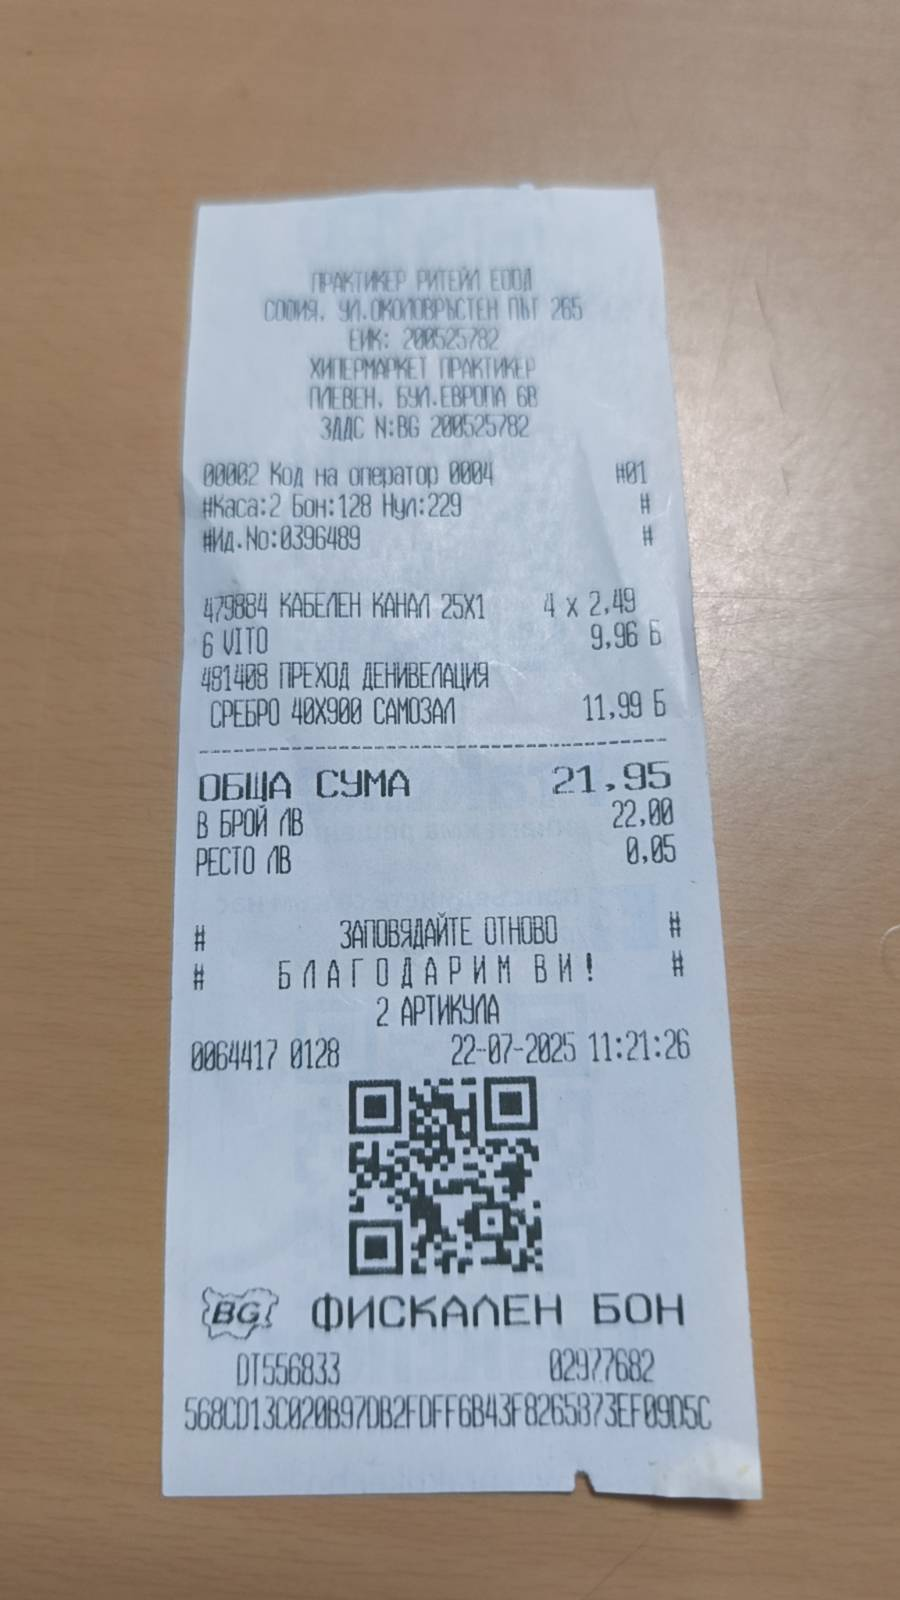 ПРАКТИКЕР РИТЕЙЛ ЕООД
СОФИЯ, УЛ.ОКОЛОВРЪСТЕН ПЪТ 265
ЕИК: 200525782
ХИПЕРМАРКЕТ ПРАКТИКЕР
ПЛЕВЕН, БУЛ.ЕВРОПА 6В
ЗДДС N:BG 200525782
00002 Код на оператор 0004 #01
#Каса:2 Бон:128 Нул:229 #
#Ид.No:0396489 #
479884 КАБЕЛЕН КАНАЛ 25X1 4 x 2,49
6 VITO 9,96 Б
481408 ПРЕХОД ДЕНИВЕЛАЦИЯ
СРЕБРО 40X900 САМОЗАЛ 11,99 Б
ОБЩА СУМА 21,95
В БРОЙ ЛВ 22,00
РЕСТО ЛВ 0,05
# ЗАПОВЯДАЙТЕ ОТНОВО #
# БЛАГОДАРИМ ВИ! #
2 АРТИКУЛА
0064417 0128 22-07-2025 11:21:26
BG ФИСКАЛЕН БОН
DT556833 02977682
568CD13C020B97DB2FDFF6B43F8265873EF09D5C